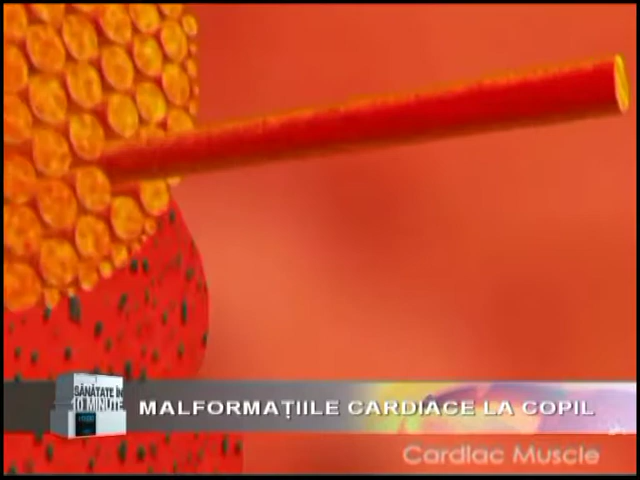 SĂNĂTATE ÎN
10 MINUTE
MALFORMAȚIILE CARDIACE LA COPIL
Cardiac Muscle